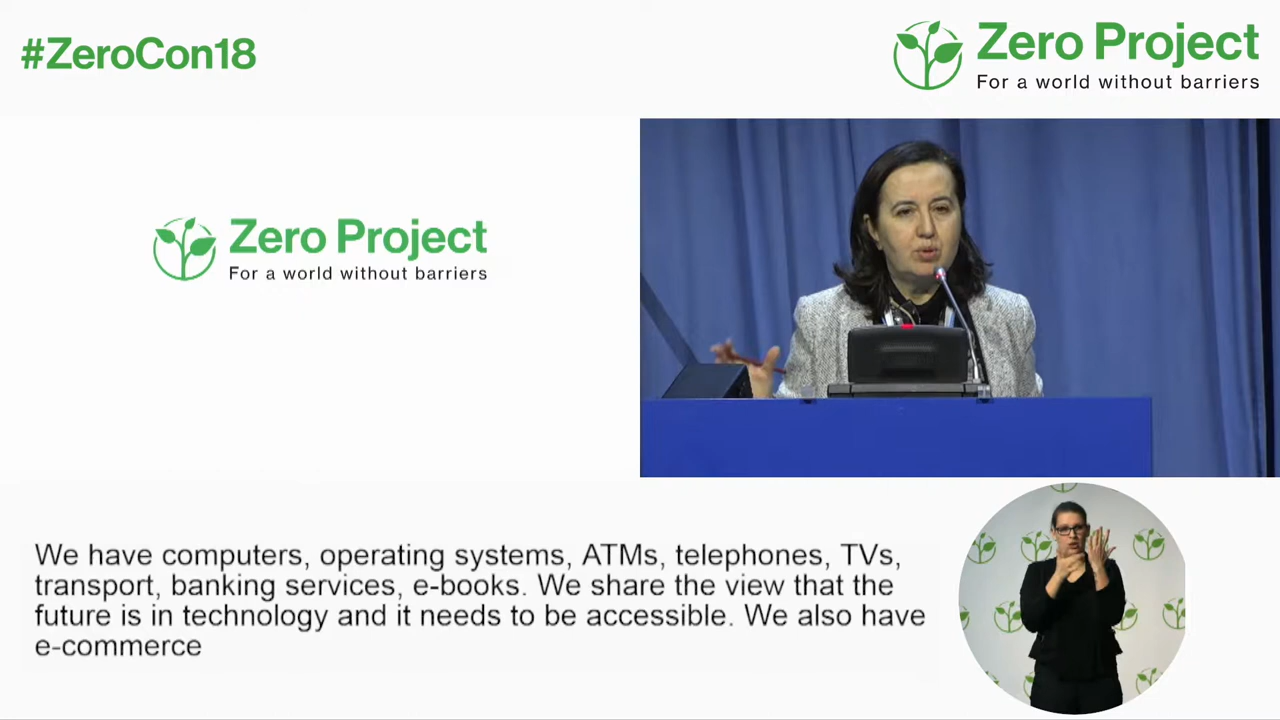 #ZeroCon18
Zero Project
For a world without barriers
Zero Project
For a world without barriers
We have computers, operating systems, ATMs, telephones, TVs,
transport, banking services, e-books. We share the view that the
future is in technology and it needs to be accessible. We also have
e-commerce